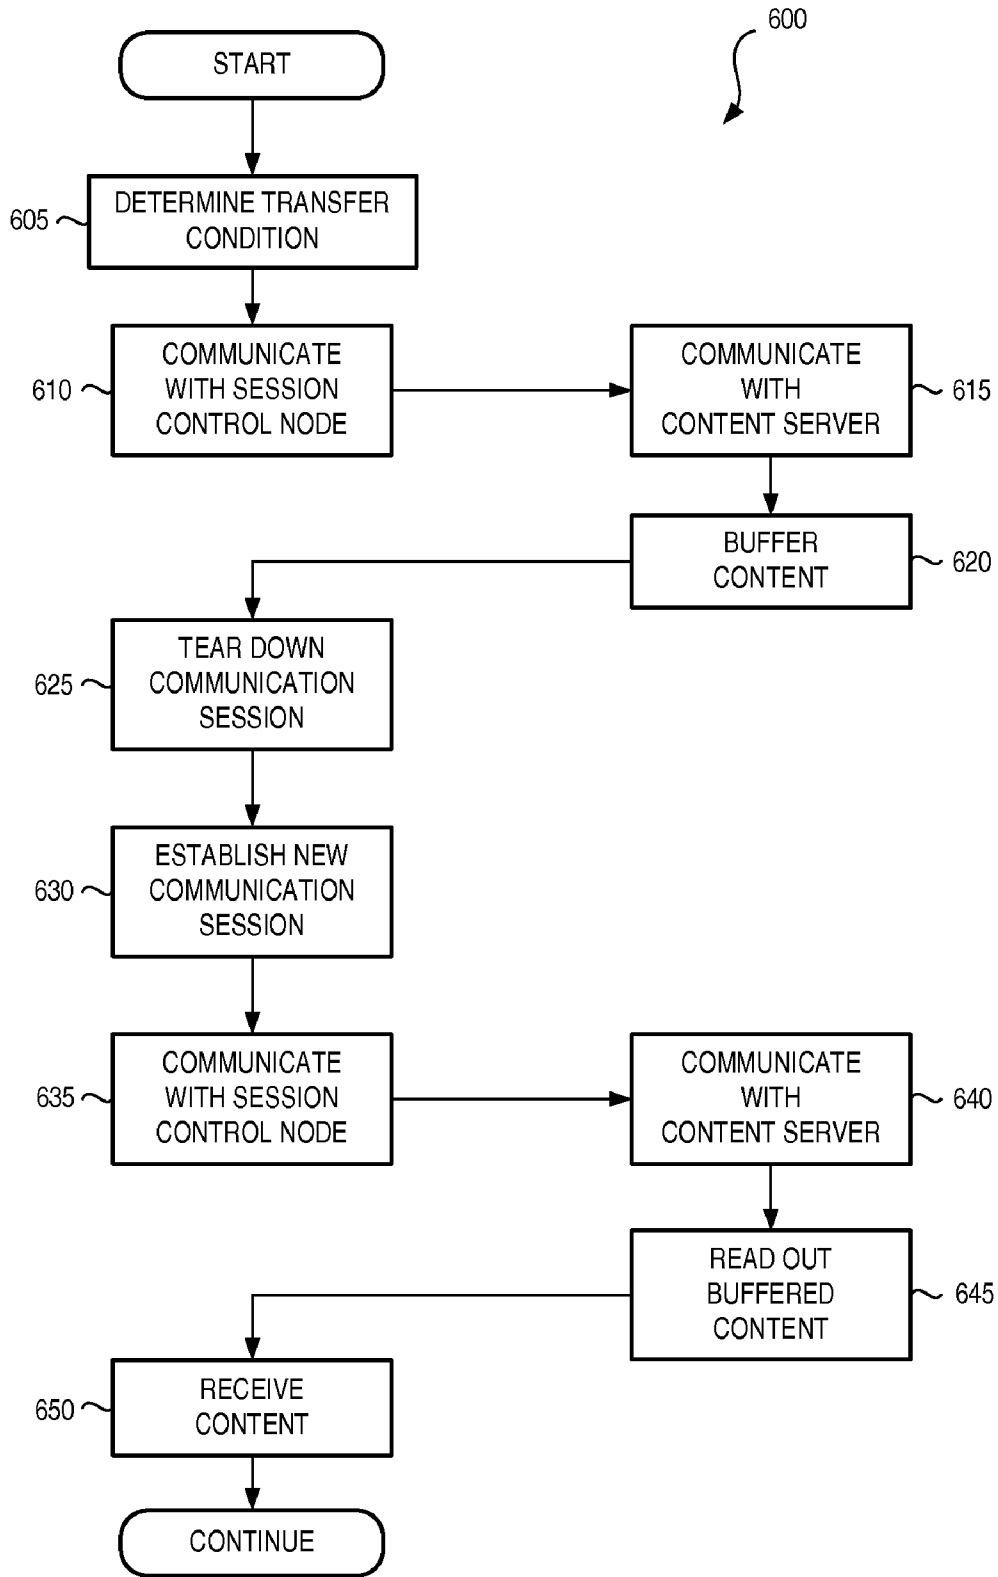 600
START
605
DETERMINE TRANSFER
CONDITION
610
COMMUNICATE
WITH SESSION
CONTROL NODE
COMMUNICATE
WITH
CONTENT SERVER
615
BUFFER
CONTENT
620
625
TEAR DOWN
COMMUNICATION
SESSION
630
ESTABLISH NEW
COMMUNICATION
SESSION
635
COMMUNICATE
WITH SESSION
CONTROL NODE
COMMUNICATE
WITH
CONTENT SERVER
640
READ OUT
BUFFERED
CONTENT
645
650
RECEIVE
CONTENT
CONTINUE